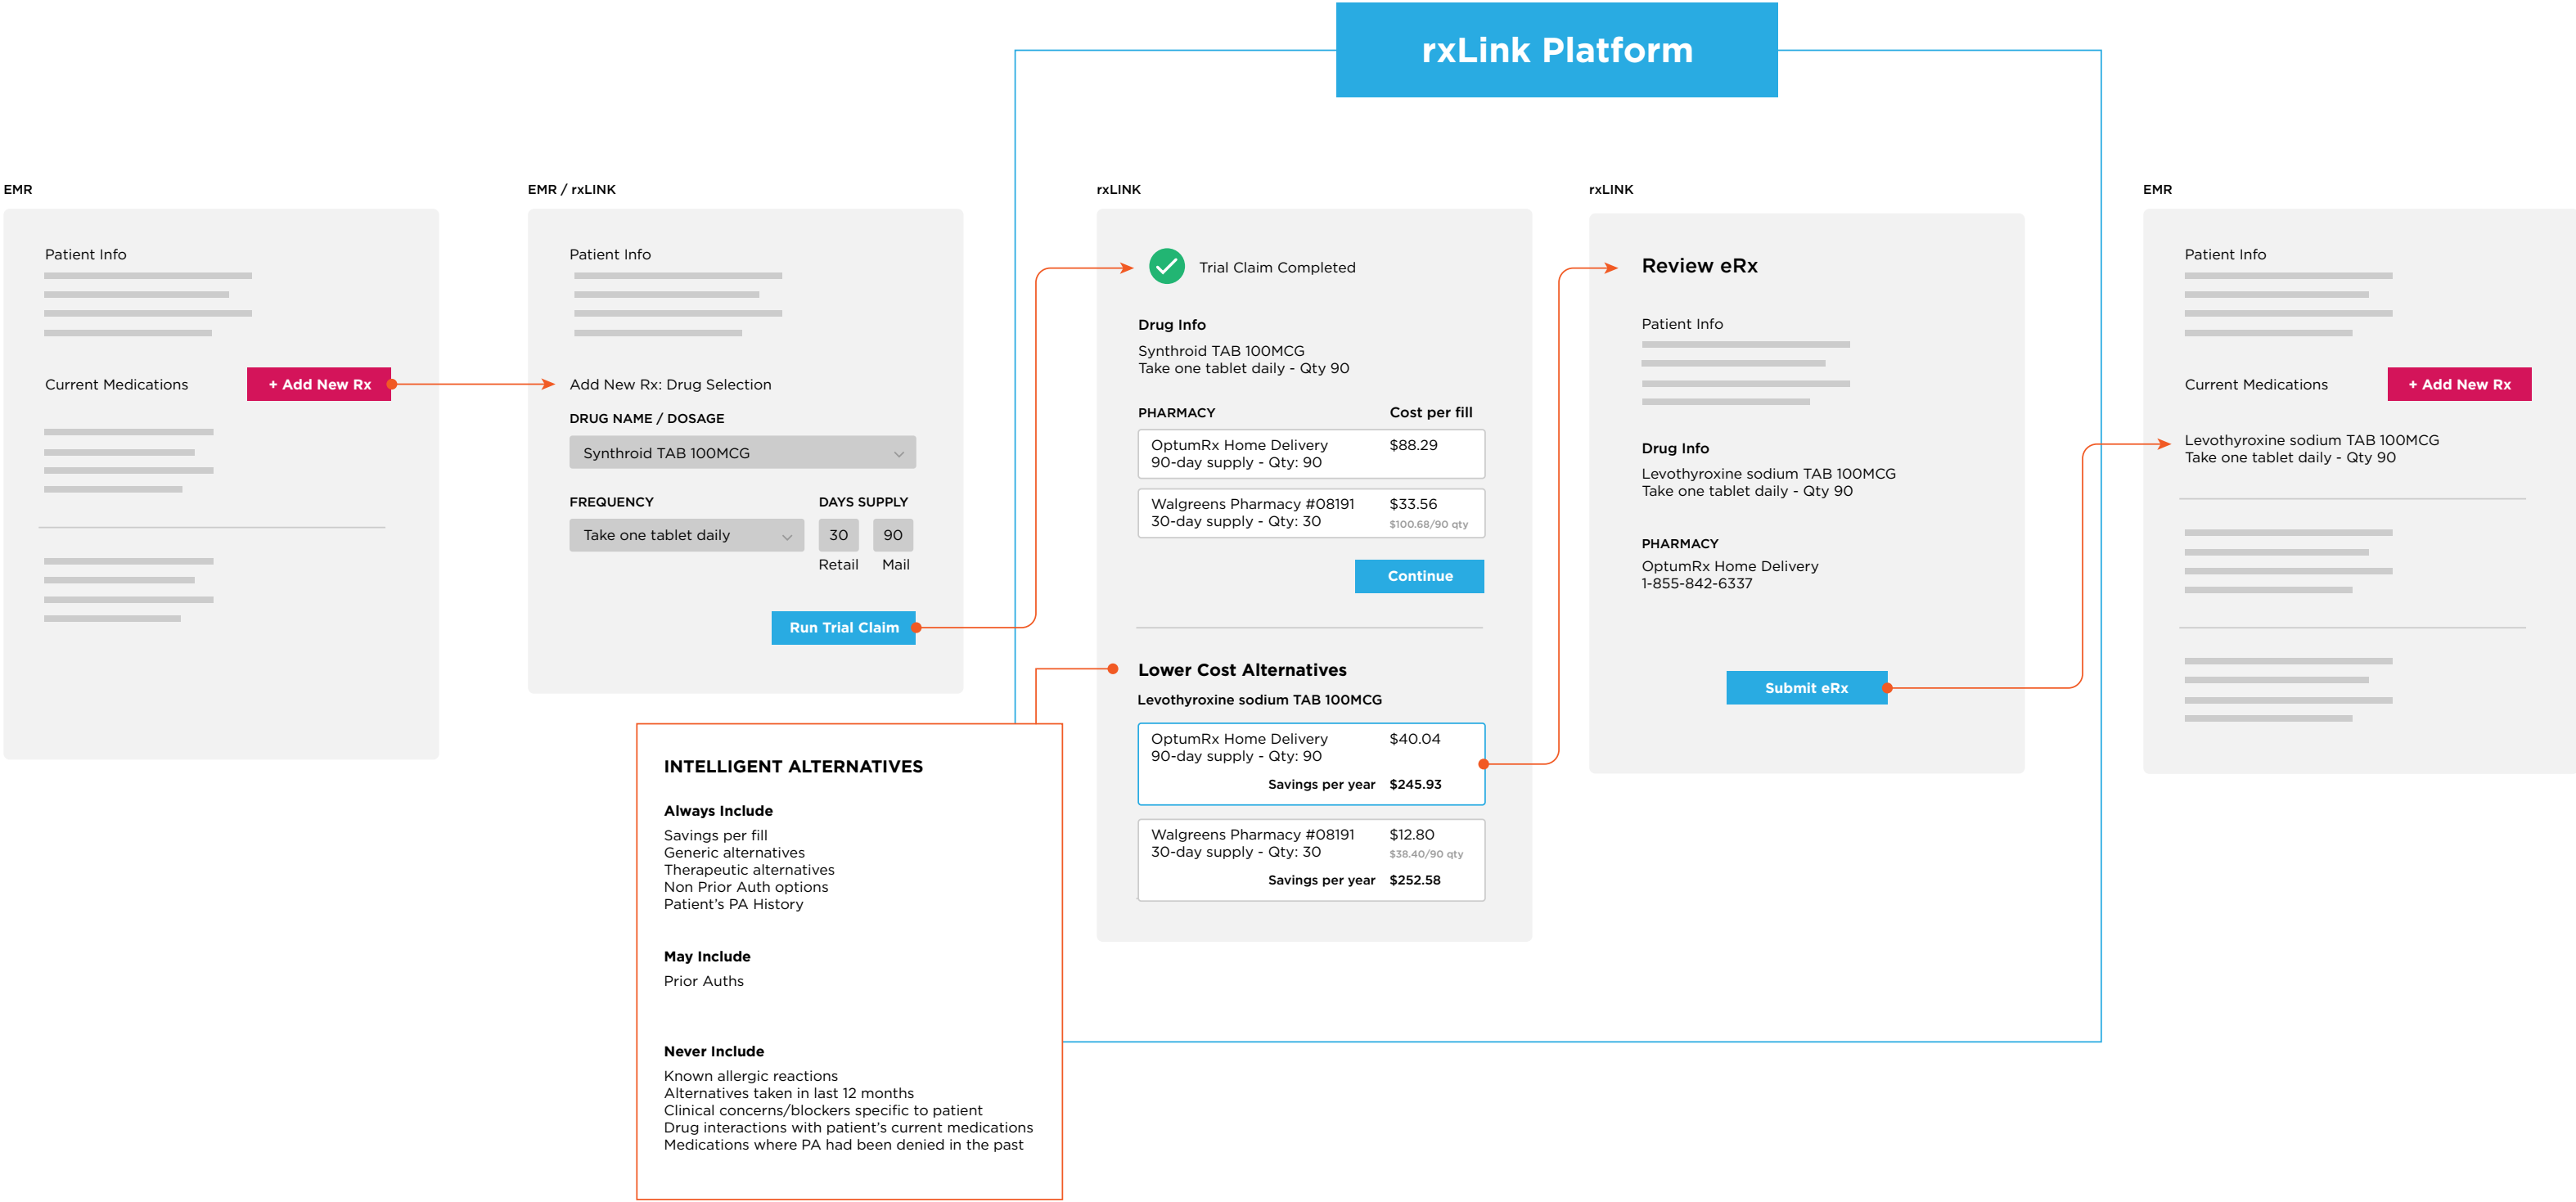 rxLink Platform
EMR
Patient Info
Current Medications
+ Add New Rx
EMR / rxLINK
Patient Info
Add New Rx: Drug Selection
DRUG NAME / DOSAGE
Synthroid TAB 100MCG
FREQUENCY
DAYS SUPPLY
Take one tablet daily
30
90
Retail
Mail
Run Trial Claim
INTELLIGENT ALTERNATIVES
Always Include
Savings per fill
Generic alternatives
Therapeutic alternatives
Non Prior Auth options
Patient’s PA History
May Include
Prior Auths
Never Include
Known allergic reactions
Alternatives taken in last 12 months
Clinical concerns/blockers specific to patient
Drug interactions with patient’s current medications
Medications where PA had been denied in the past
rxLINK
Trial Claim Completed
Drug Info
Synthroid TAB 100MCG
Take one tablet daily - Qty 90
PHARMACY
Cost per fill
OptumRx Home Delivery
$88.29
90-day supply - Qty: 90
Walgreens Pharmacy #08191
$33.56
30-day supply - Qty: 30
$100.68/90 qty
Continue
Lower Cost Alternatives
Levothyroxine sodium TAB 100MCG
OptumRx Home Delivery
$40.04
90-day supply - Qty: 90
Savings per year $245.93
Walgreens Pharmacy #08191
$12.80
30-day supply - Qty: 30
$38.40/90 qty
Savings per year $252.58
rxLINK
Review eRx
Patient Info
Drug Info
Levothyroxine sodium TAB 100MCG
Take one tablet daily - Qty 90
PHARMACY
OptumRx Home Delivery
1-855-842-6337
Submit eRx
EMR
Patient Info
Current Medications
+ Add New Rx
Levothyroxine sodium TAB 100MCG
Take one tablet daily - Qty 90